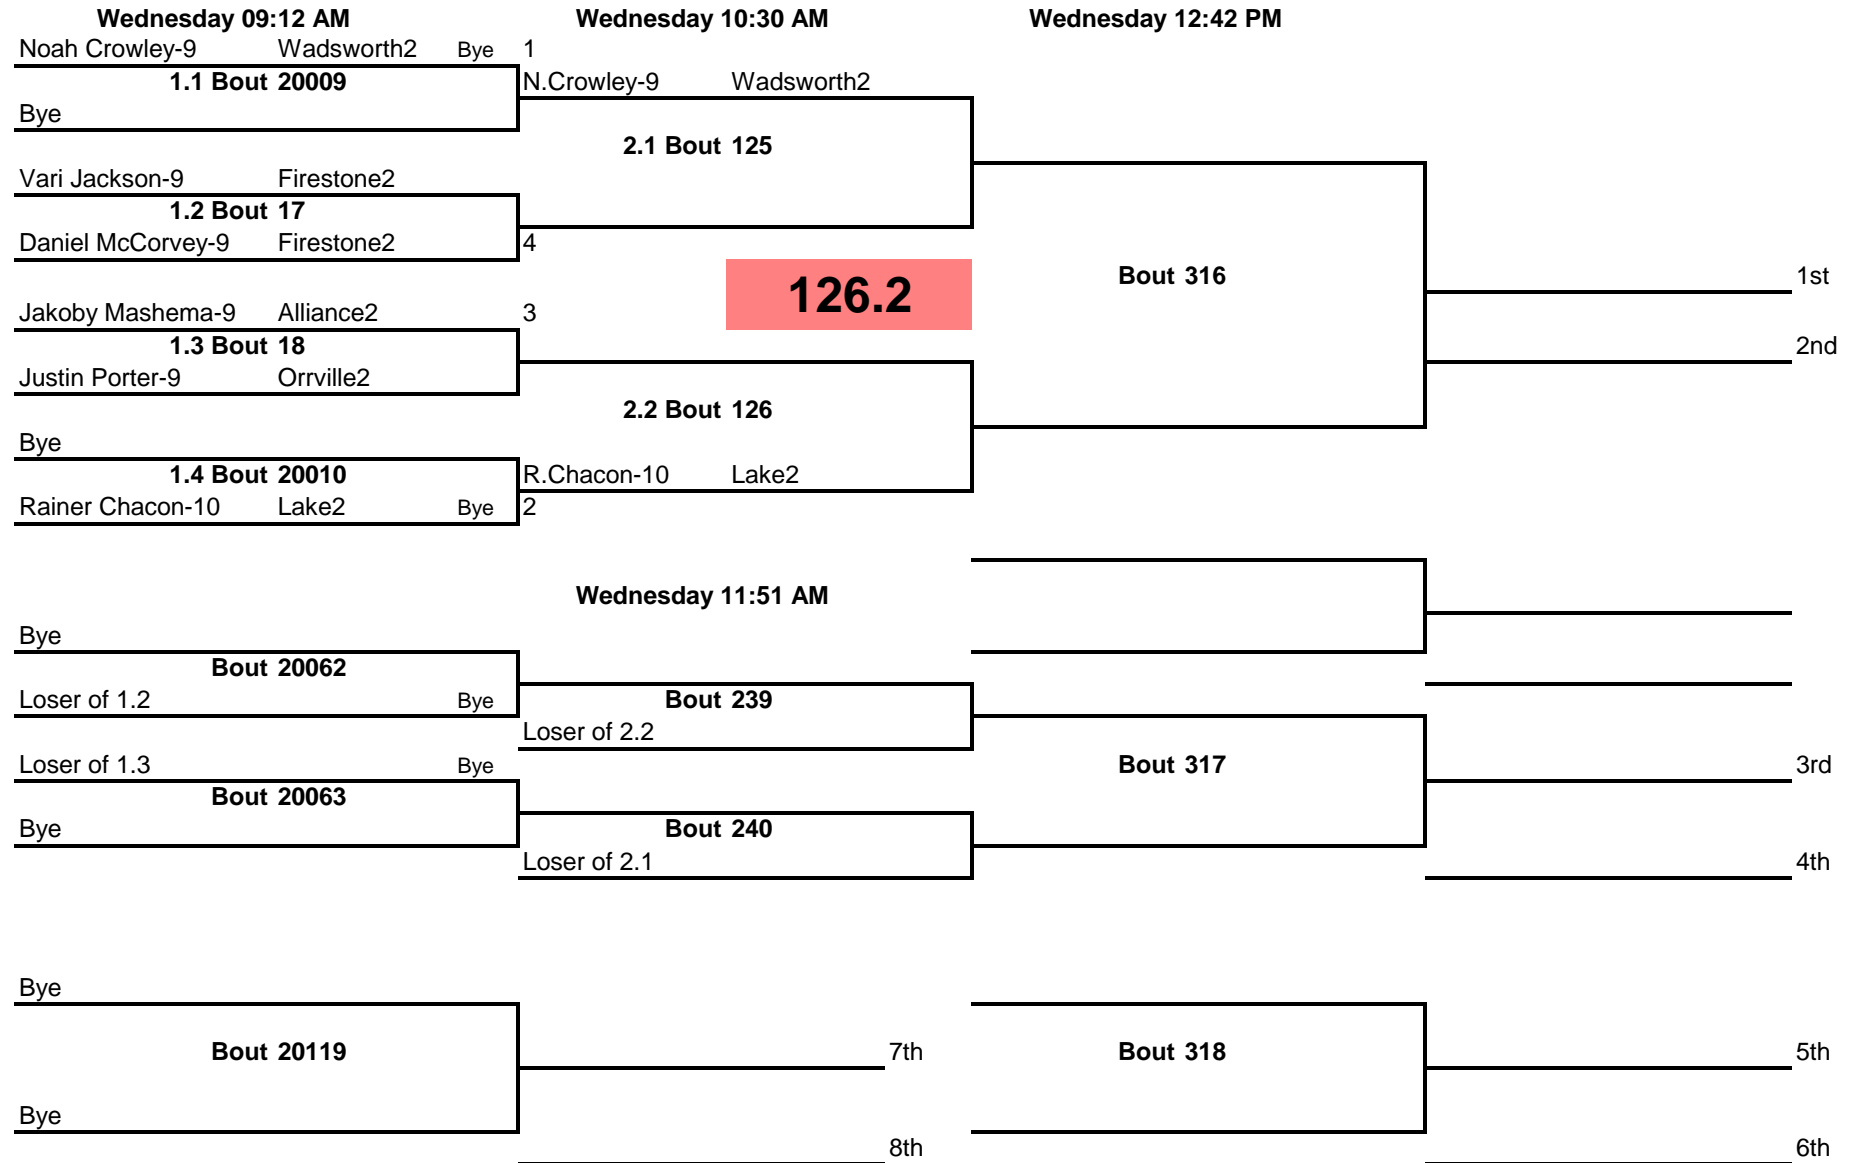 Wednesday 09:12 AM Wednesday 10:30 AM Wednesday 12:42 PM
Noah Crowley-9 Wadsworth2 Bye 1
1.1 Bout 20009 N.Crowley-9 Wadsworth2
Bye
2.1 Bout 125
Vari Jackson-9 Firestone2
1.2 Bout 17
Daniel McCorvey-9 Firestone2 4
126.2 Bout 316 1st
Jakoby Mashema-9 Alliance2 3
1.3 Bout 18 2nd
Justin Porter-9 Orrville2
2.2 Bout 126
Bye
1.4 Bout 20010 R.Chacon-10 Lake2
Rainer Chacon-10 Lake2 Bye 2
Wednesday 11:51 AM
Bye
Bout 20062
Loser of 1.2 Bye Bout 239
Loser of 2.2
Loser of 1.3 Bye Bout 317 3rd
Bout 20063
Bye Bout 240
Loser of 2.1 4th
Bye
Bout 20119 7th Bout 318 5th
Bye
8th 6th